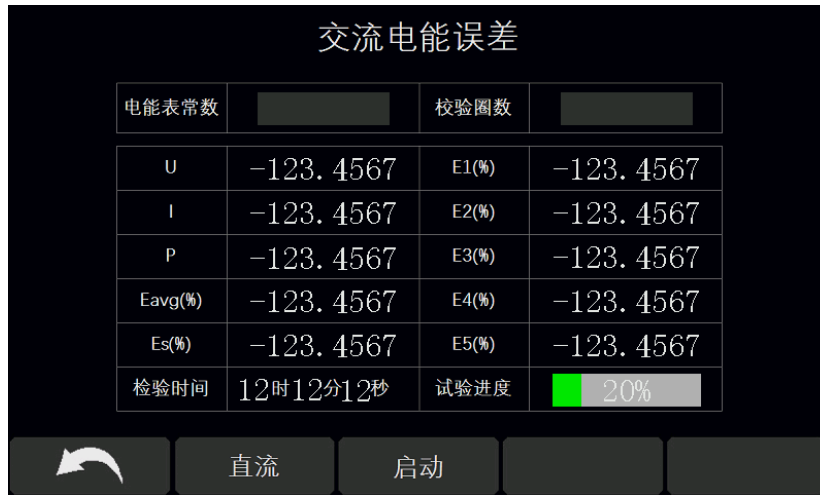 交流电能误差
电能表常数 校验圈数
U -123.4567 E1(%) -123.4567
I -123.4567 E2(%) -123.4567
P -123.4567 E3(%) -123.4567
Eavg(%) -123.4567 E4(%) -123.4567
Es(%) -123.4567 E5(%) -123.4567
检验时间 12时12分12秒 试验进度 20%
直流 启动